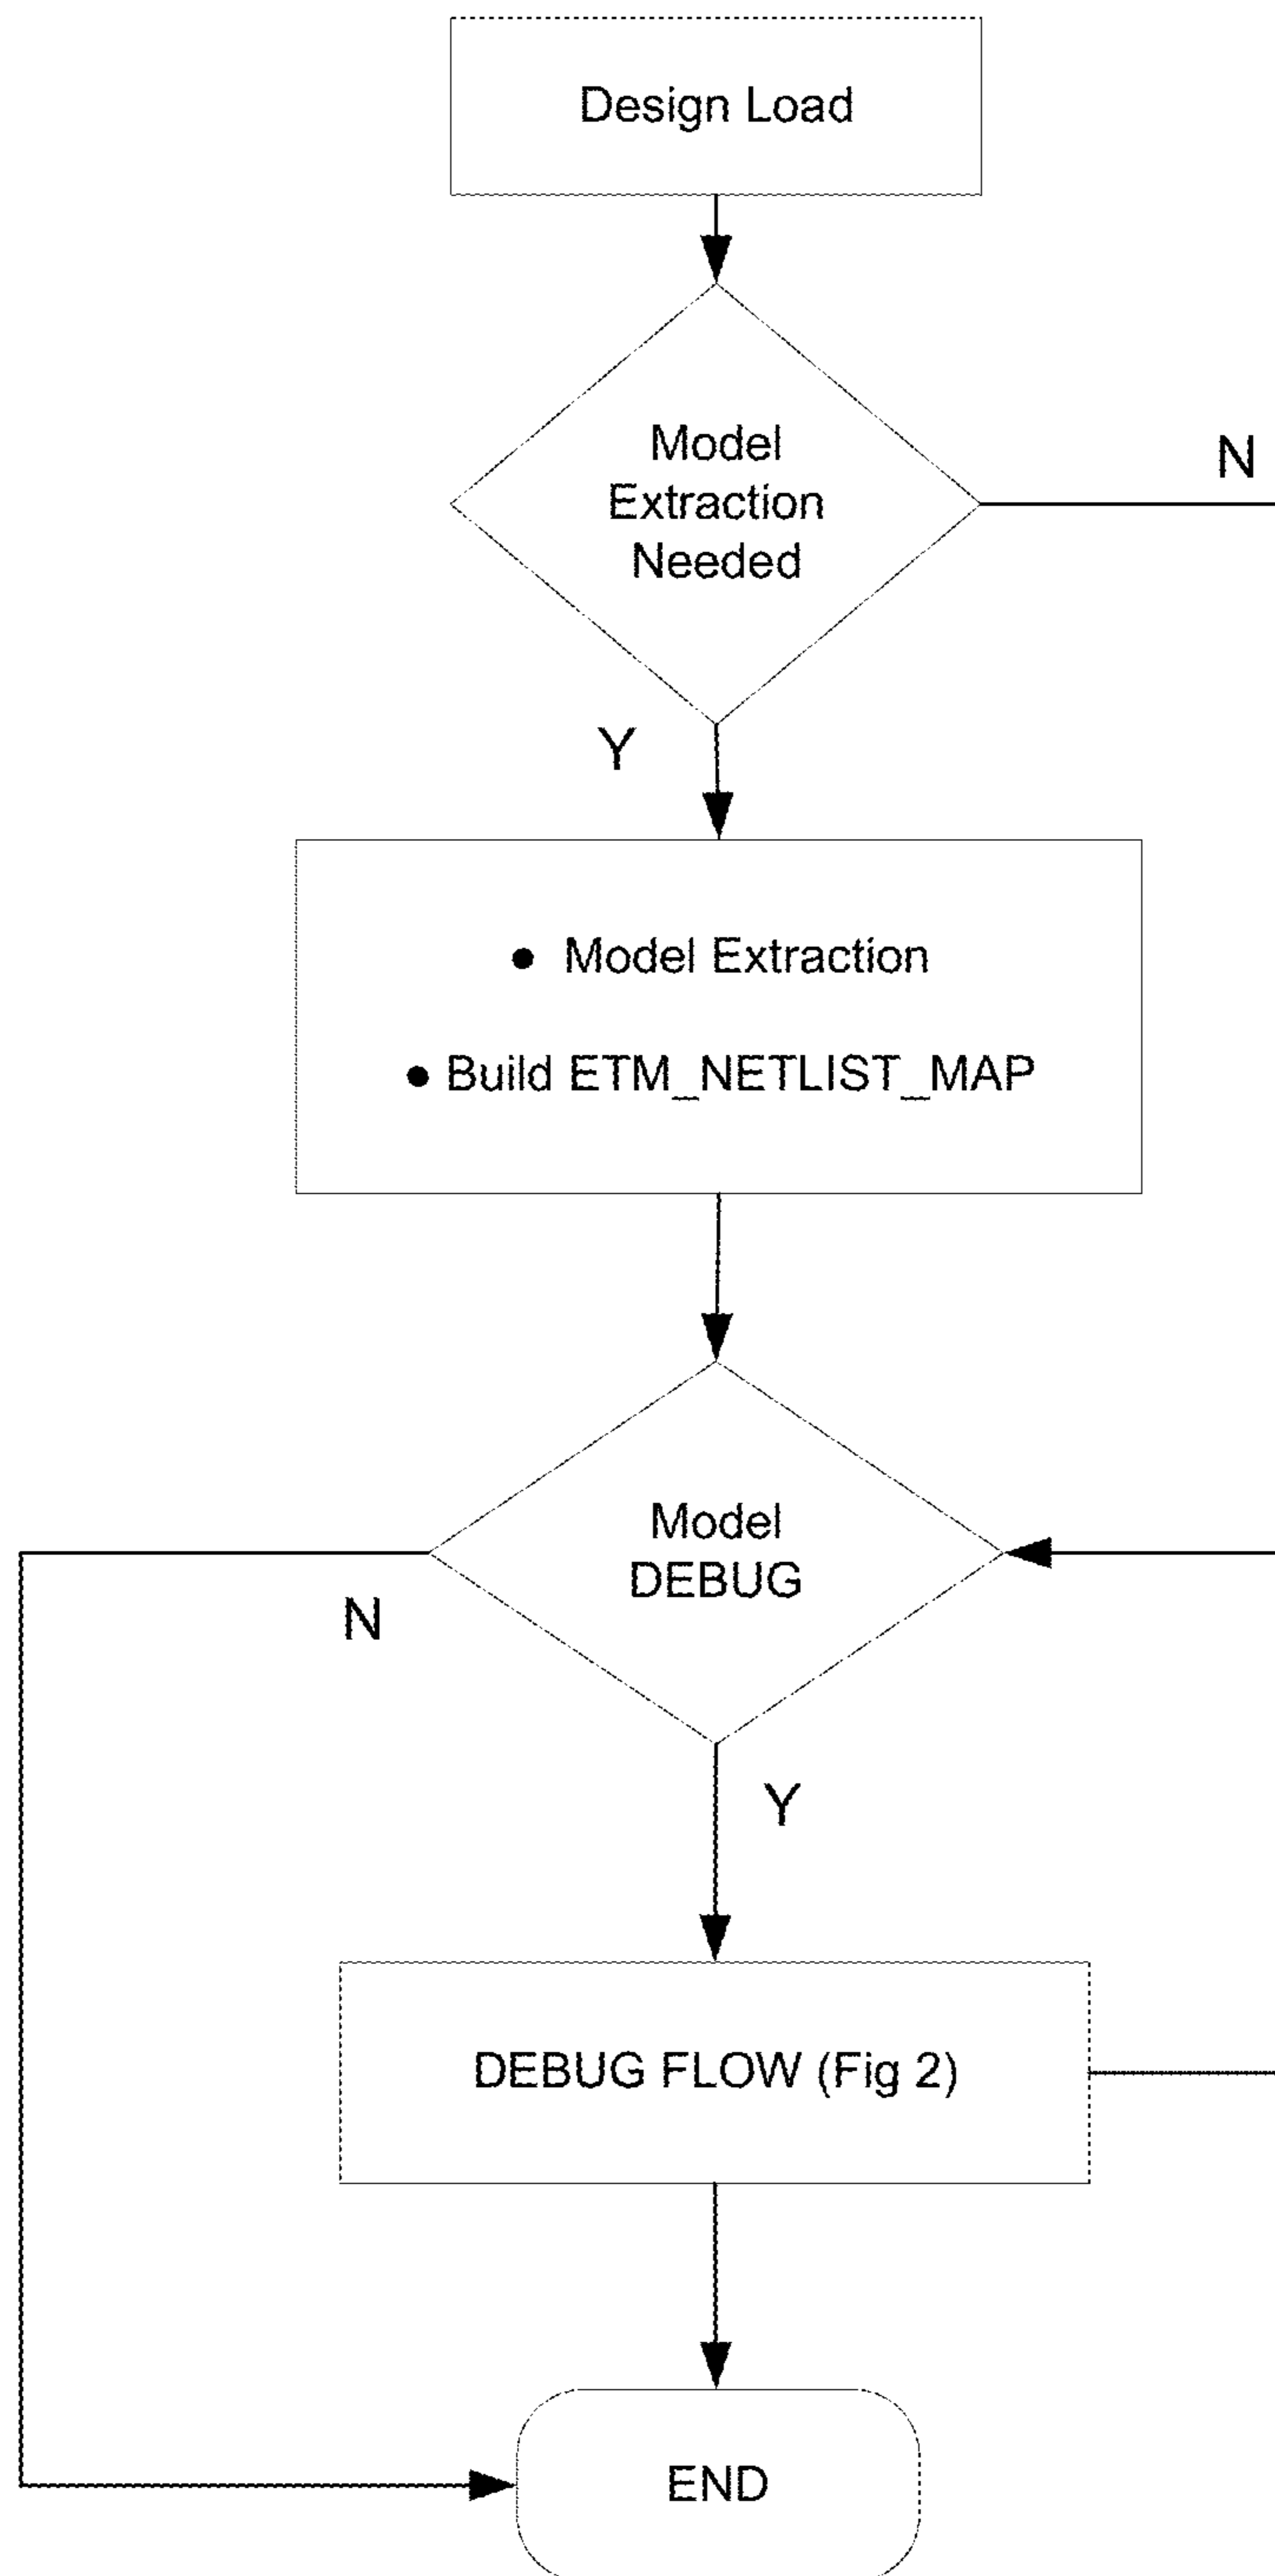 Design Load
Model
Extraction
Needed
N
Y
● Model Extraction
● Build ETM_NETLIST_MAP
Model
DEBUG
N
Y
DEBUG FLOW (Fig 2)
END